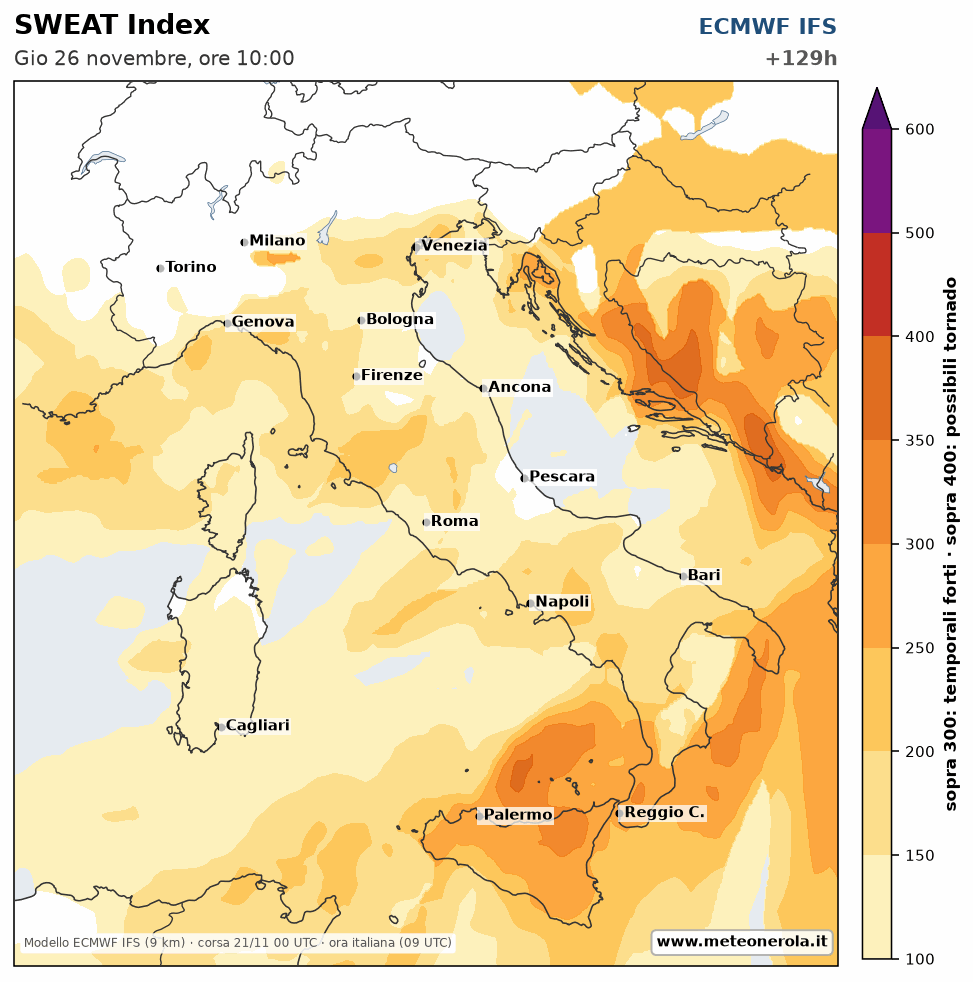 SWEAT Index
ECMWF IFS
Gio 26 novembre, ore 10:00
+129h
Milano
Venezia
Torino
Genova
Bologna
Firenze
Ancona
Pescara
Roma
Bari
Napoli
Cagliari
Palermo
Reggio C.
Modello ECMWF IFS (9 km) · corsa 21/11 00 UTC · ora italiana (09 UTC)
www.meteonerola.it
600
500
400
350
300
250
200
150
100
sopra 300: temporali forti · sopra 400: possibili tornado